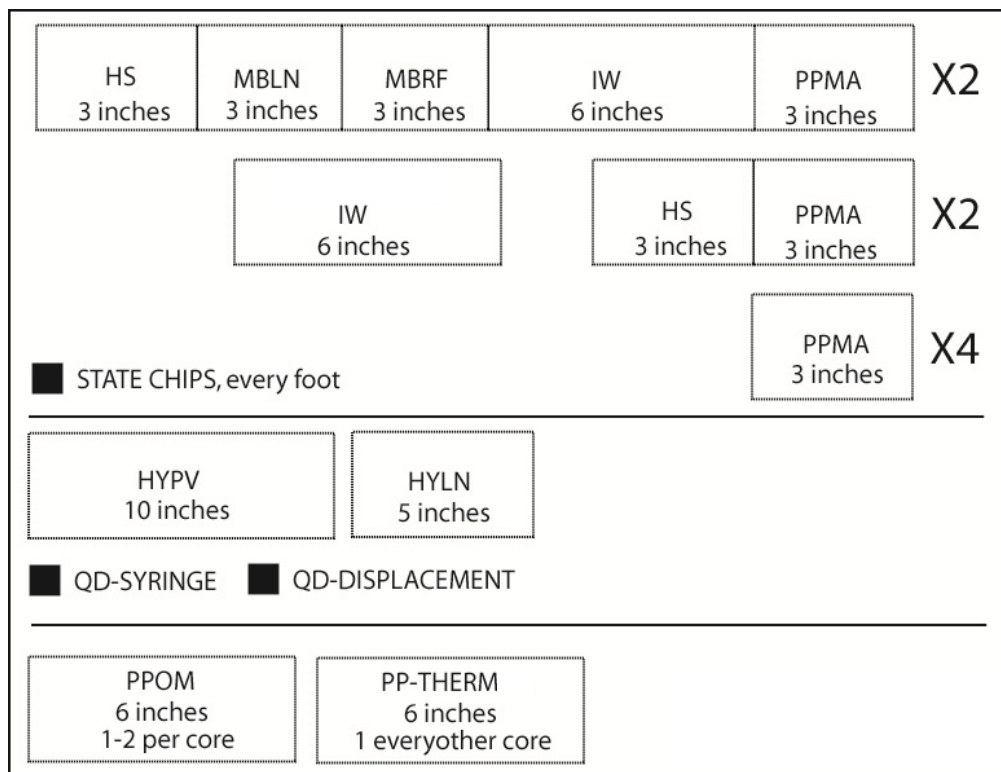 HS
3 inches
MBLN
3 inches
MBRF
3 inches
IW
6 inches
PPMA
3 inches
X2
IW
6 inches
HS
3 inches
PPMA
3 inches
X2
PPMA
3 inches
X4
STATE CHIPS, every foot
HYPV
10 inches
HYLN
5 inches
QD-SYRINGE
QD-DISPLACEMENT
PPOM
6 inches
1-2 per core
PP-THERM
6 inches
1 everyother core